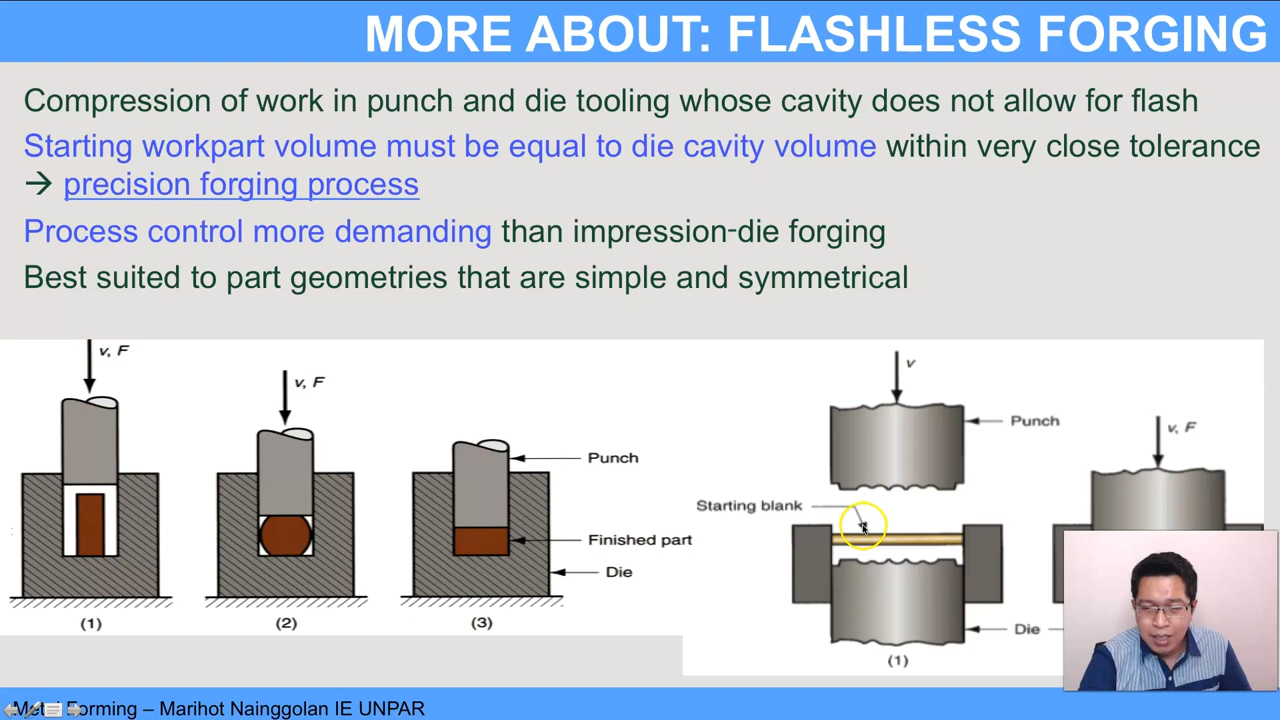 MORE ABOUT: FLASHLESS FORGING
Compression of work in punch and die tooling whose cavity does not allow for flash
Starting workpart volume must be equal to die cavity volume within very close tolerance
→ precision forging process
Process control more demanding than impression-die forging
Best suited to part geometries that are simple and symmetrical
v, F
v, F
Punch
Finished part
Die
(1)
(2)
(3)
v
Punch
v, F
Starting blank
Die
(1)
Metal Forming – Marihot Nainggolan IE UNPAR